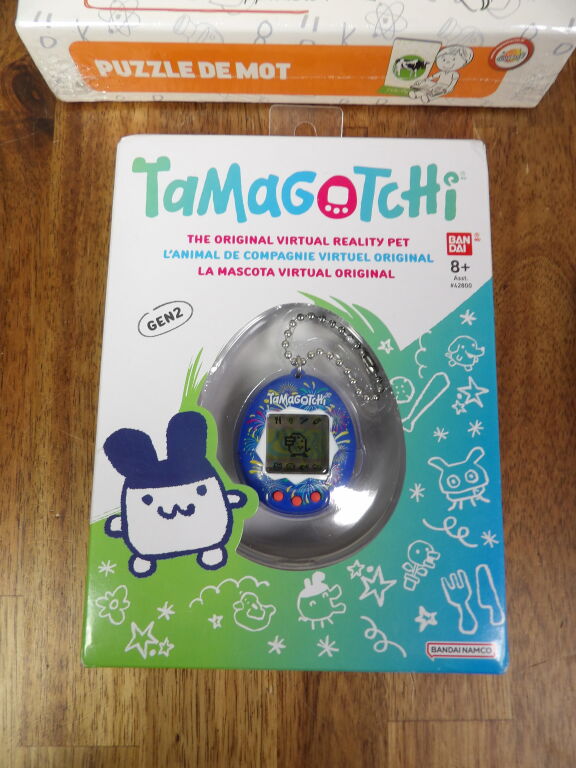 PUZZLE DE MOT
TAMAGOTCHi
THE ORIGINAL VIRTUAL REALITY PET
L'ANIMAL DE COMPAGNIE VIRTUEL ORIGINAL
LA MASCOTA VIRTUAL ORIGINAL
BAN
DAI
8+
Asst.
#42800
GEN2
TAMAGOTCHi
BANDAI NAMCO